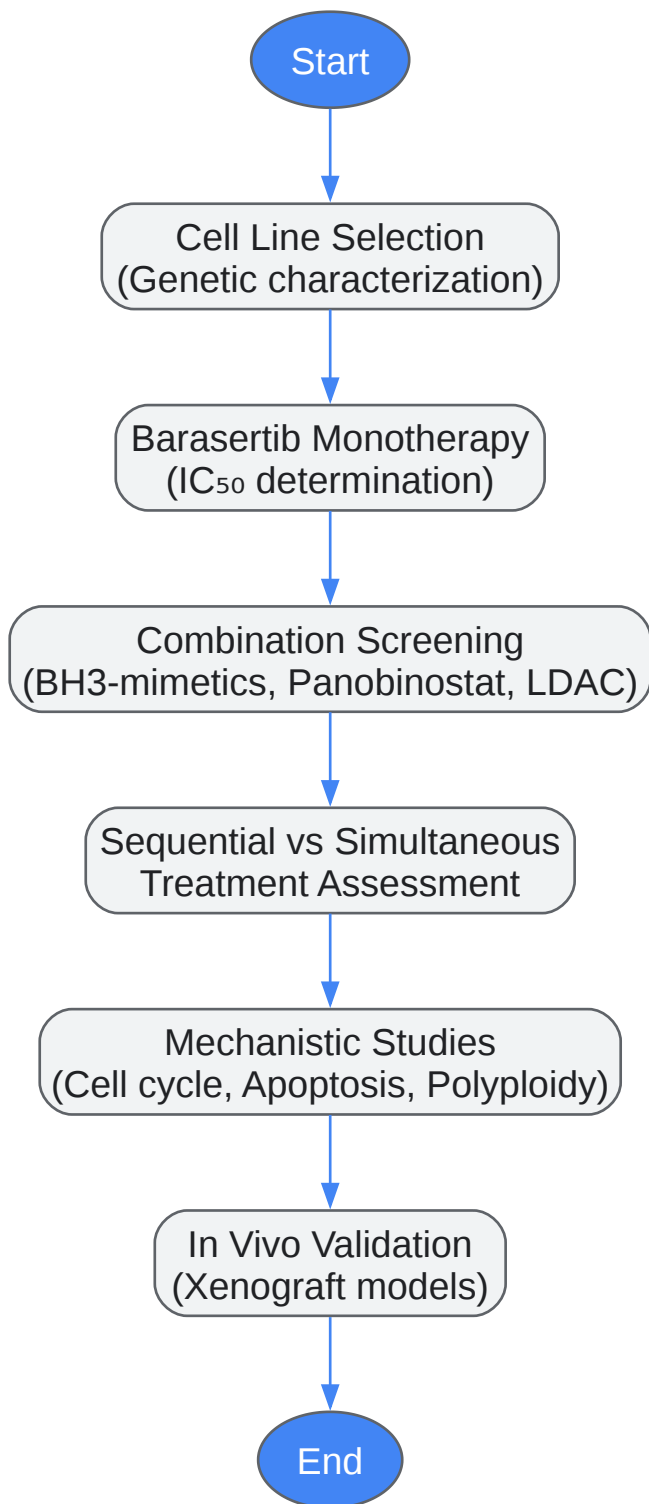 Start
Cell Line Selection
(Genetic characterization)
Barasertib Monotherapy
(IC₅₀ determination)
Combination Screening
(BH3-mimetics, Panobinostat, LDAC)
Sequential vs Simultaneous
Treatment Assessment
Mechanistic Studies
(Cell cycle, Apoptosis, Polyploidy)
In Vivo Validation
(Xenograft models)
End